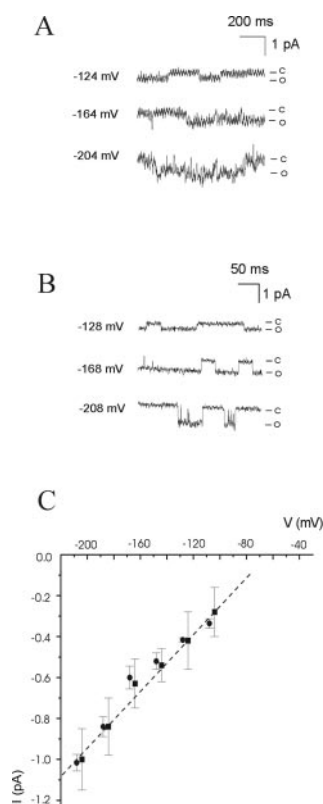 A
200 ms
1 pA
-124 mV
C
O
-164 mV
C
O
-204 mV
C
O
B
50 ms
1 pA
-128 mV
C
O
-168 mV
C
O
-208 mV
C
O
C
V (mV)
-200 -160 -120 -80 -40
0.0
-0.2
-0.4
-0.6
-0.8
-1.0
-1.2
I (pA)